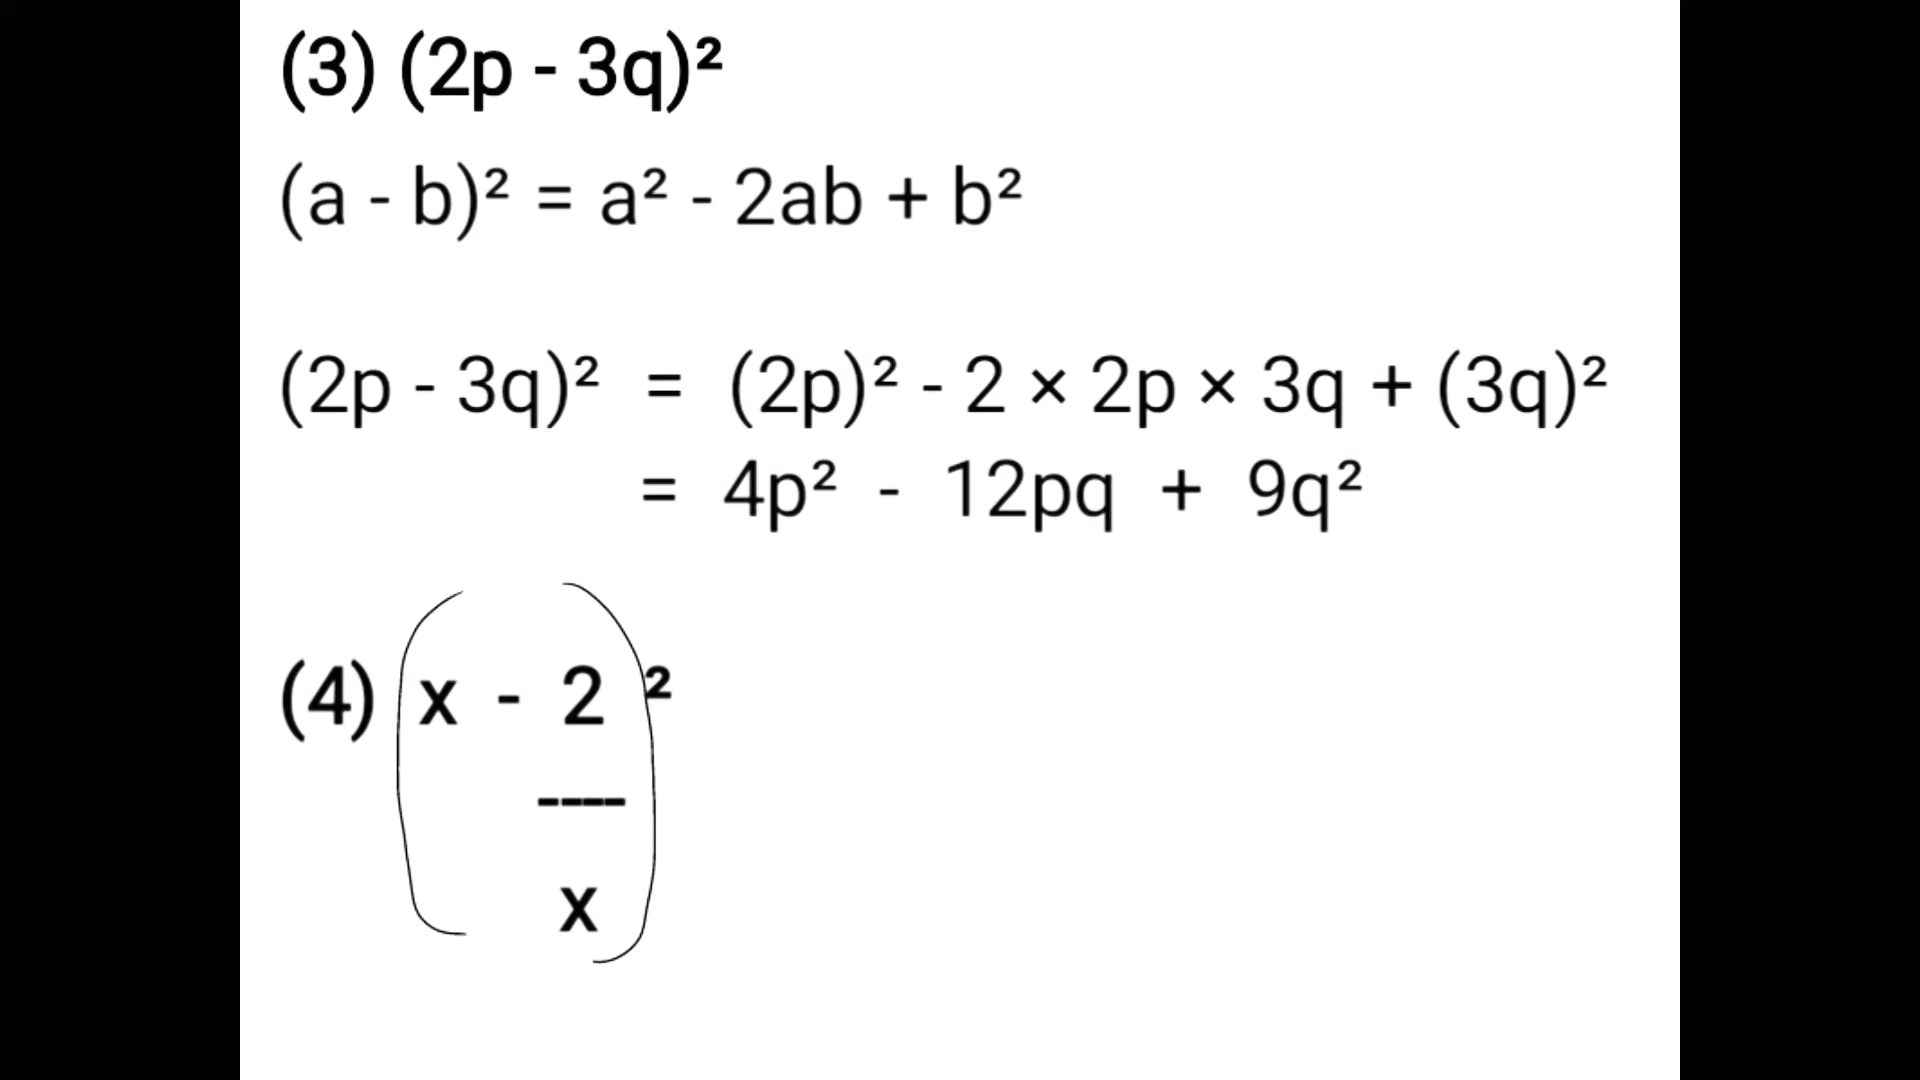 (3) (2p - 3q)²
(a - b)² = a² - 2ab + b²
(2p - 3q)² = (2p)² - 2 × 2p × 3q + (3q)²
= 4p² - 12pq + 9q²
(4) (x - 2)²
----
x